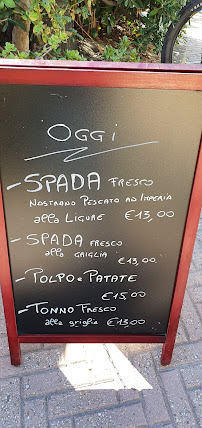 OGGI
- SPADA FRESCO
NOSTRANO PESCATO AD IMPERIA
alla LIGURE €13,00
- SPADA FRESCO
alla GRIGLIA €13,00
- POLPO e PATATE
€15,00
- TONNO FRESCO
alla griglia €13,00